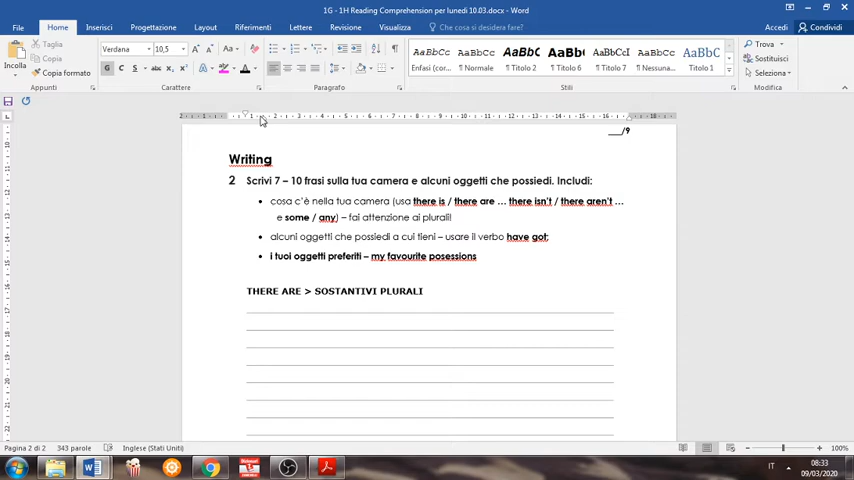 1G - 1H Reading Comprehension per lunedì 10.03.docx - Word
File Home Inserisci Progettazione Layout Riferimenti Lettere Revisione Visualizza Che cosa si desidera fare? Accedi Condividi
Incolla
Taglia
Copia
Copia formato
Verdana 10,5
G C S abc
AaBbCc AaBbCc AaBbC AaBb AaBbCcI AaBbCc AaBbC
Enfasi (cor... ¶ Normale ¶ Titolo 2 ¶ Titolo 6 ¶ Titolo 7 ¶ Nessuna... Titolo 1
Trova
Sostituisci
Seleziona
Appunti Carattere Paragrafo Stili Modifica
___/9
Writing
2 Scrivi 7 – 10 frasi sulla tua camera e alcuni oggetti che possiedi. Includi:
• cosa c'è nella tua camera (usa there is / there are … there isn't / there aren't …
e some / any) – fai attenzione ai plurali!
• alcuni oggetti che possiedi a cui tieni – usare il verbo have got;
• i tuoi oggetti preferiti – my favourite posessions
THERE ARE > SOSTANTIVI PLURALI
Pagina 2 di 2 343 parole Inglese (Stati Uniti) 100%
IT 08:33
09/03/2020